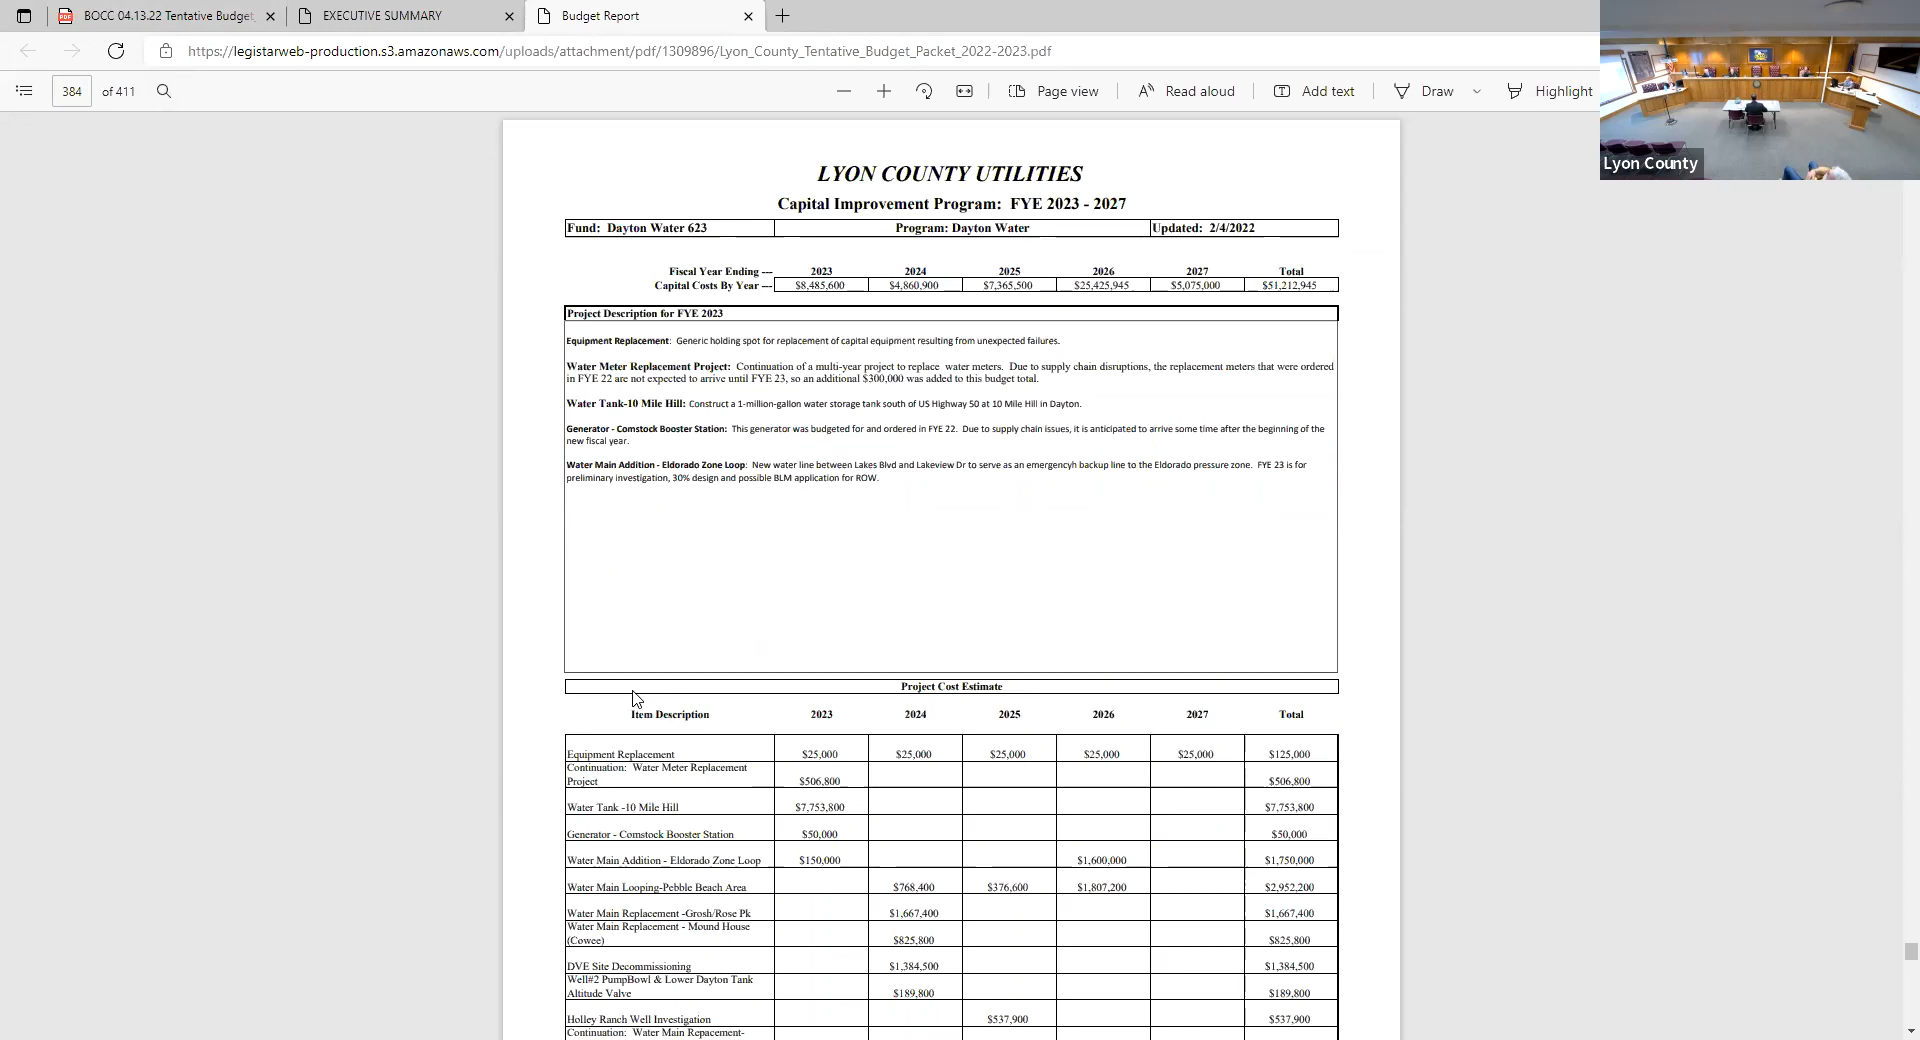 BOCC 04.13.22 Tentative Budget
EXECUTIVE SUMMARY
Budget Report
https://legistarweb-production.s3.amazonaws.com/uploads/attachment/pdf/1309896/Lyon_County_Tentative_Budget_Packet_2022-2023.pdf
384 of 411
Page view
Read aloud
Add text
Draw
Highlight
Lyon County
LYON COUNTY UTILITIES
Capital Improvement Program: FYE 2023 - 2027
Fund: Dayton Water 623 Program: Dayton Water Updated: 2/4/2022
Fiscal Year Ending --- 2023 2024 2025 2026 2027 Total
Capital Costs By Year --- $8,485,600 $4,860,900 $7,365,500 $25,425,945 $5,075,000 $51,212,945
Project Description for FYE 2023
Equipment Replacement: Generic holding spot for replacement of capital equipment resulting from unexpected failures.
Water Meter Replacement Project: Continuation of a multi-year project to replace water meters. Due to supply chain disruptions, the replacement meters that were ordered
in FYE 22 are not expected to arrive until FYE 23, so an additional $300,000 was added to this budget total.
Water Tank-10 Mile Hill: Construct a 1-million-gallon water storage tank south of US Highway 50 at 10 Mile Hill in Dayton.
Generator - Comstock Booster Station: This generator was budgeted for and ordered in FYE 22. Due to supply chain issues, it is anticipated to arrive some time after the beginning of the
new fiscal year.
Water Main Addition - Eldorado Zone Loop: New water line between Lakes Blvd and Lakeview Dr to serve as an emergencyh backup line to the Eldorado pressure zone. FYE 23 is for
preliminary investigation, 30% design and possible BLM application for ROW.
Project Cost Estimate
Item Description 2023 2024 2025 2026 2027 Total
Equipment Replacement $25,000 $25,000 $25,000 $25,000 $25,000 $125,000
Continuation: Water Meter Replacement
Project $506,800 $506,800
Water Tank -10 Mile Hill $7,753,800 $7,753,800
Generator - Comstock Booster Station $50,000 $50,000
Water Main Addition - Eldorado Zone Loop $150,000 $1,600,000 $1,750,000
Water Main Looping-Pebble Beach Area $768,400 $376,600 $1,807,200 $2,952,200
Water Main Replacement -Grosh/Rose Pk $1,667,400 $1,667,400
Water Main Replacement - Mound House
(Cowee) $825,800 $825,800
DVE Site Decommissioning $1,384,500 $1,384,500
Well#2 PumpBowl & Lower Dayton Tank
Altitude Valve $189,800 $189,800
Holley Ranch Well Investigation $537,900 $537,900
Continuation: Water Main Repacement-